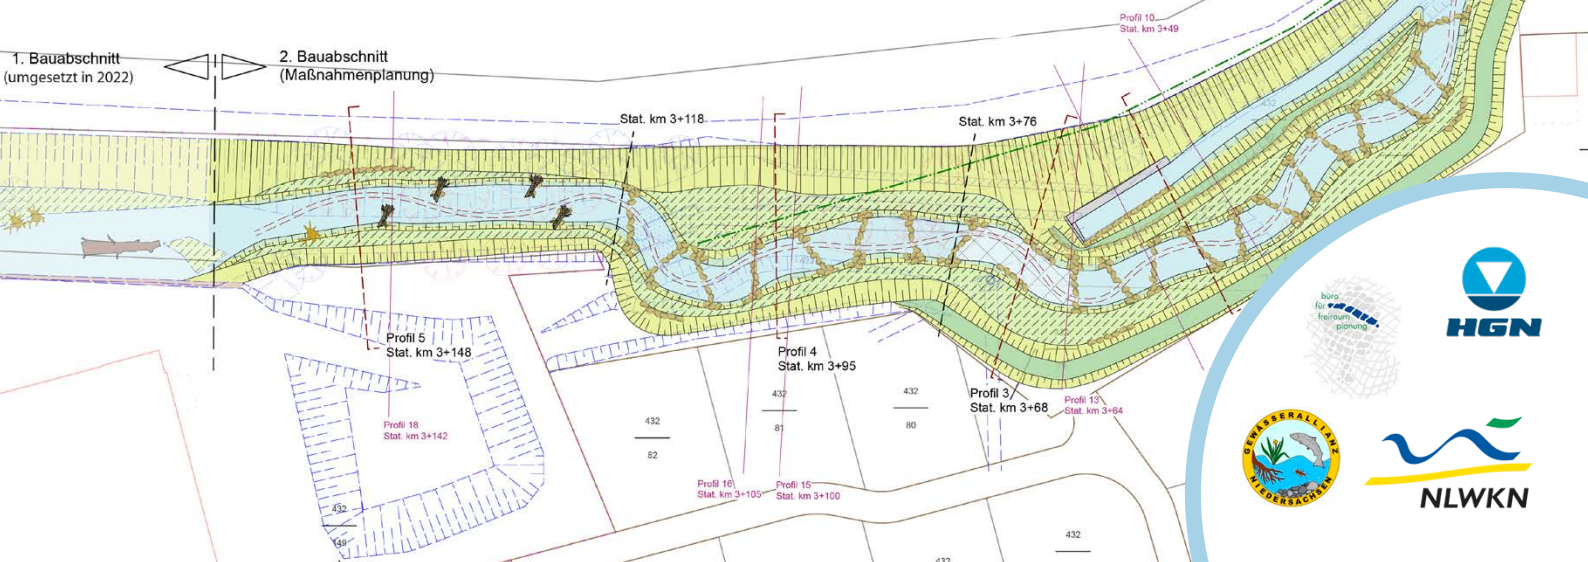 1. Bauabschnitt
(umgesetzt in 2022)
2. Bauabschnitt
(Maßnahmenplanung)
Stat. km 3+118
Stat. km 3+76
Profil 10
Stat. km 3+49
Profil 5
Stat. km 3+148
Profil 18
Stat. km 3+142
Profil 4
Stat. km 3+95
Profil 3
Stat. km 3+68
Profil 13
Stat. km 3+64
Profil 16
Stat. km 3+105
Profil 15
Stat. km 3+100
432
82
432
81
432
80
432
49
432
432
432
büro
für
freiraum
planung
HGN
GEWÄSSERALLIANZ
NIEDERSACHSEN
NLWKN